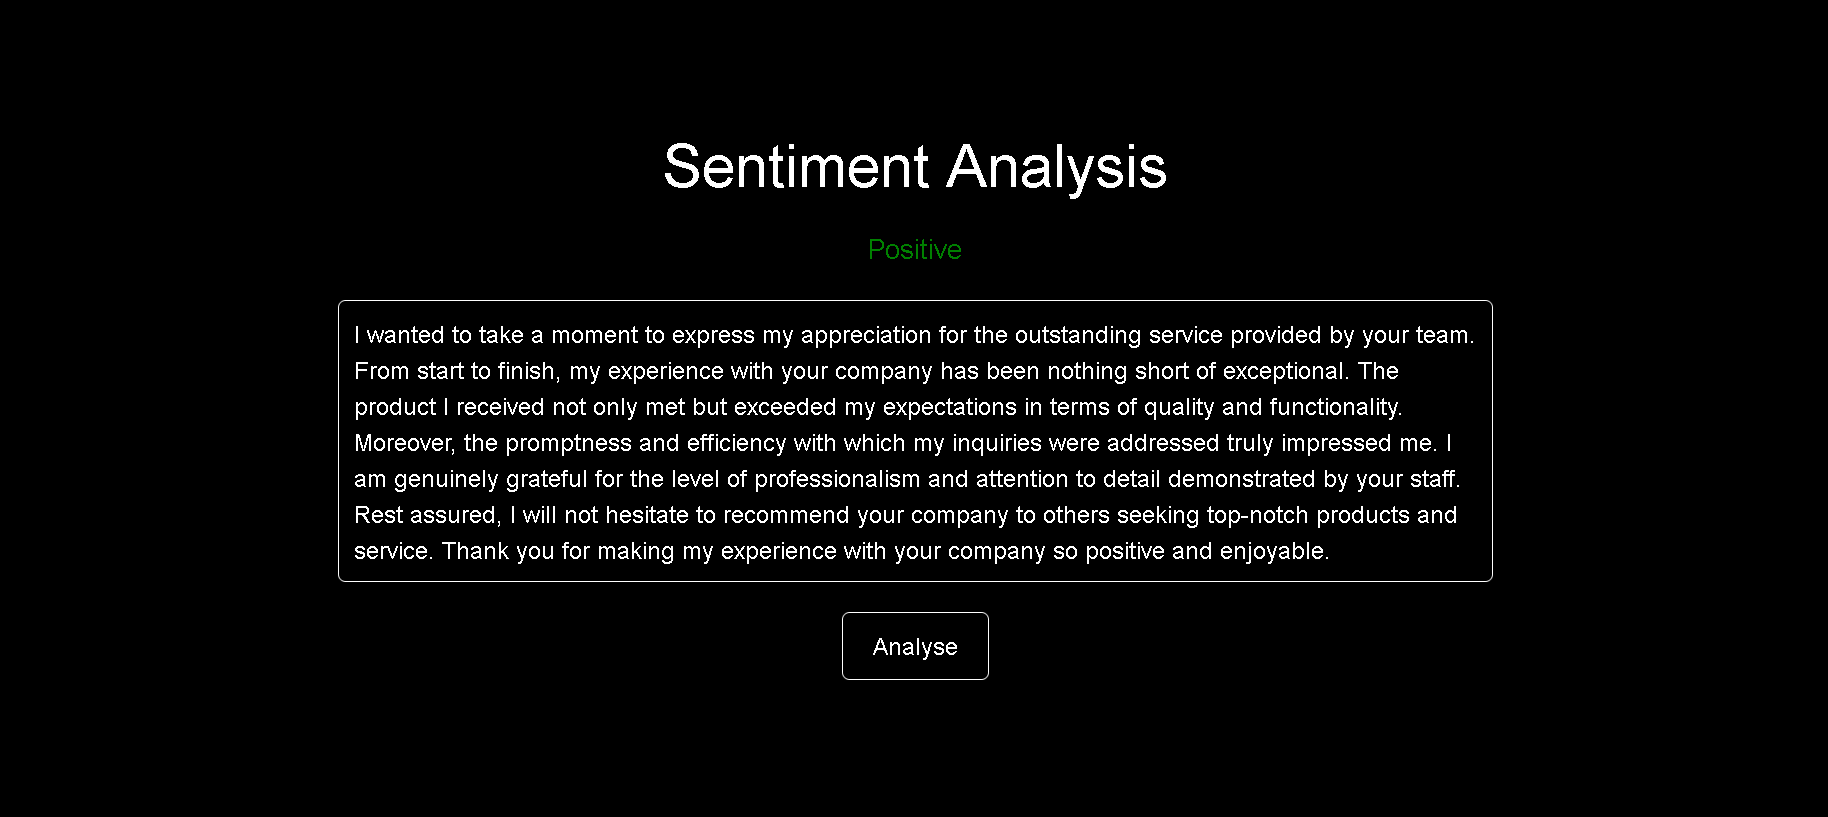 Sentiment Analysis
Positive
I wanted to take a moment to express my appreciation for the outstanding service provided by your team.
From start to finish, my experience with your company has been nothing short of exceptional. The
product I received not only met but exceeded my expectations in terms of quality and functionality.
Moreover, the promptness and efficiency with which my inquiries were addressed truly impressed me. I
am genuinely grateful for the level of professionalism and attention to detail demonstrated by your staff.
Rest assured, I will not hesitate to recommend your company to others seeking top-notch products and
service. Thank you for making my experience with your company so positive and enjoyable.
Analyse